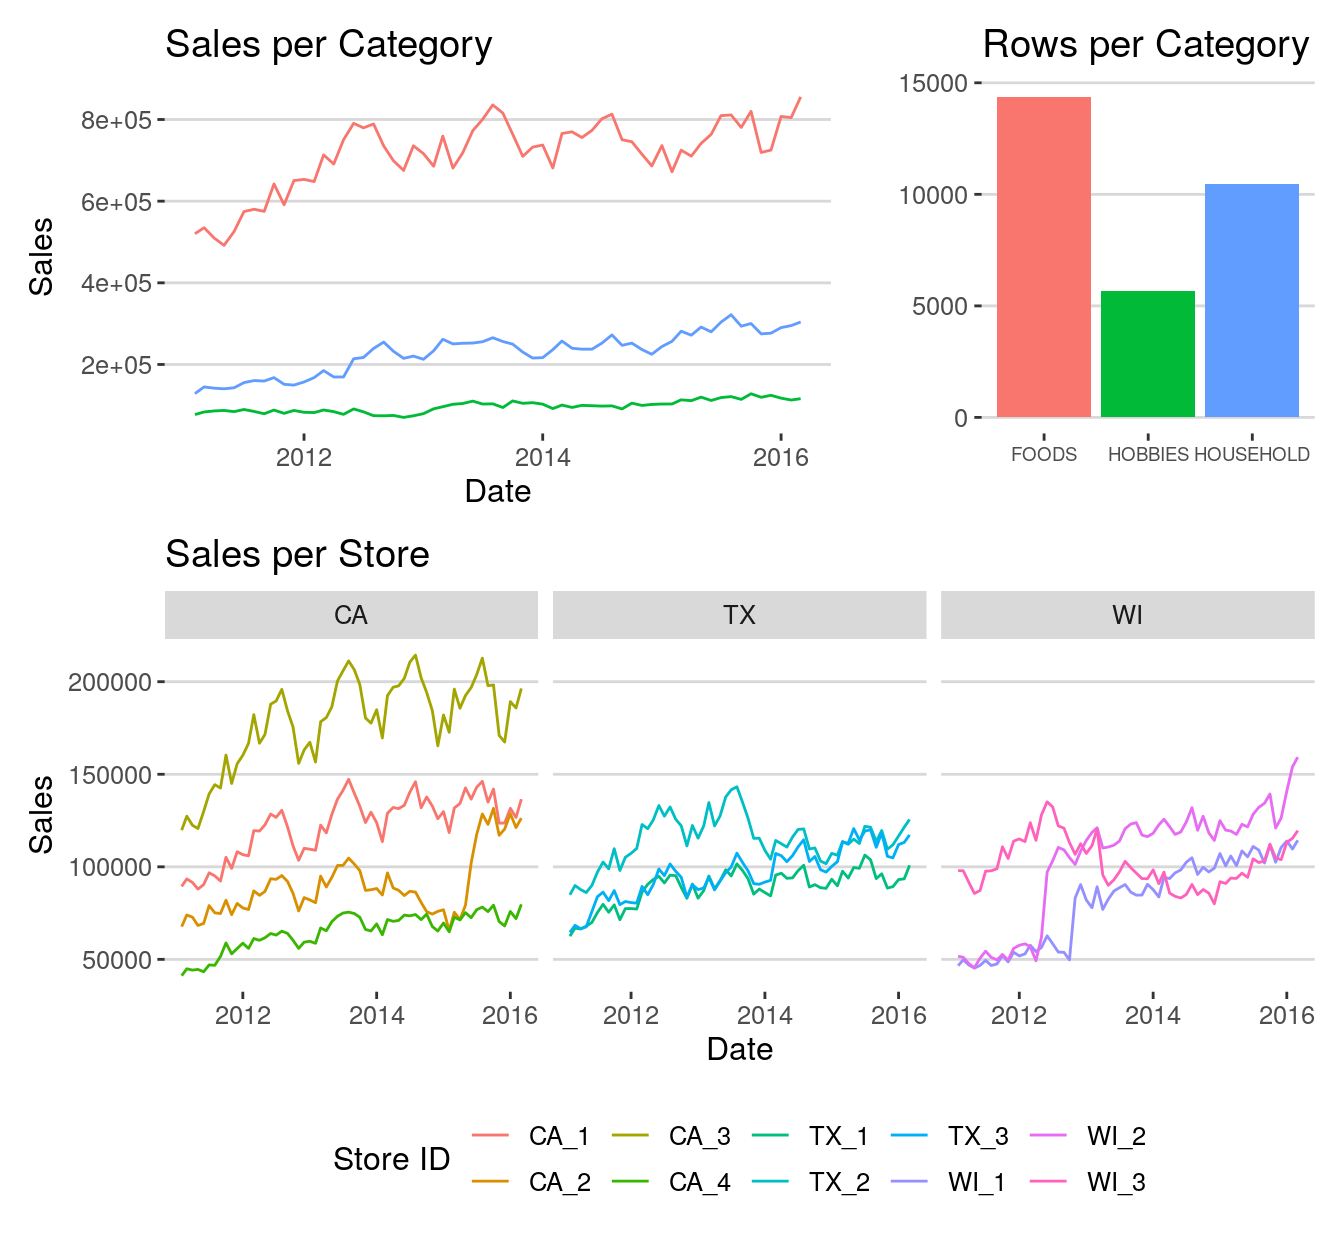 Sales per Category
8e+05
6e+05
4e+05
2e+05
Sales
2012 2014 2016
Date
Rows per Category
15000
10000
5000
0
FOODS HOBBIES HOUSEHOLD
Sales per Store
CA TX WI
200000
150000
100000
50000
Sales
2012 2014 2016 2012 2014 2016 2012 2014 2016
Date
Store ID
CA_1 CA_3 TX_1 TX_3 WI_2
CA_2 CA_4 TX_2 WI_1 WI_3